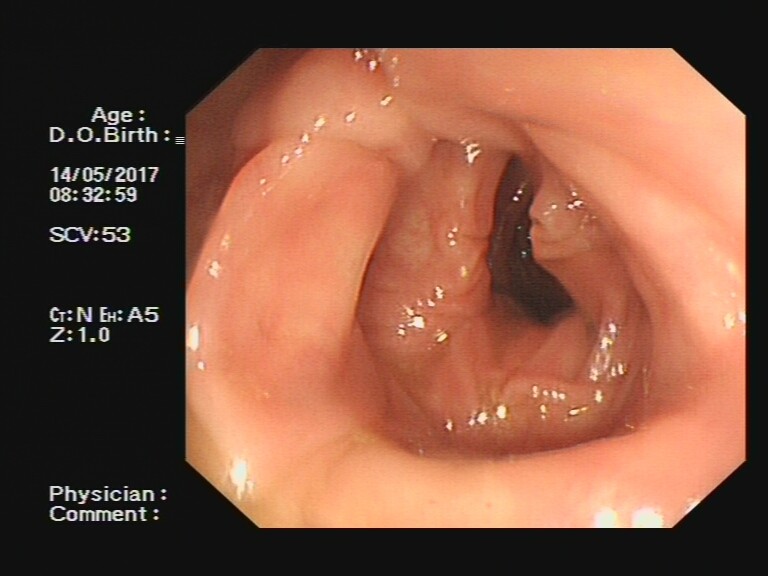 Age:
D.O.Birth:
14/05/2017
08:32:59
SCV:53
CT:N EH:A5
Z:1.0
Physician:
Comment: